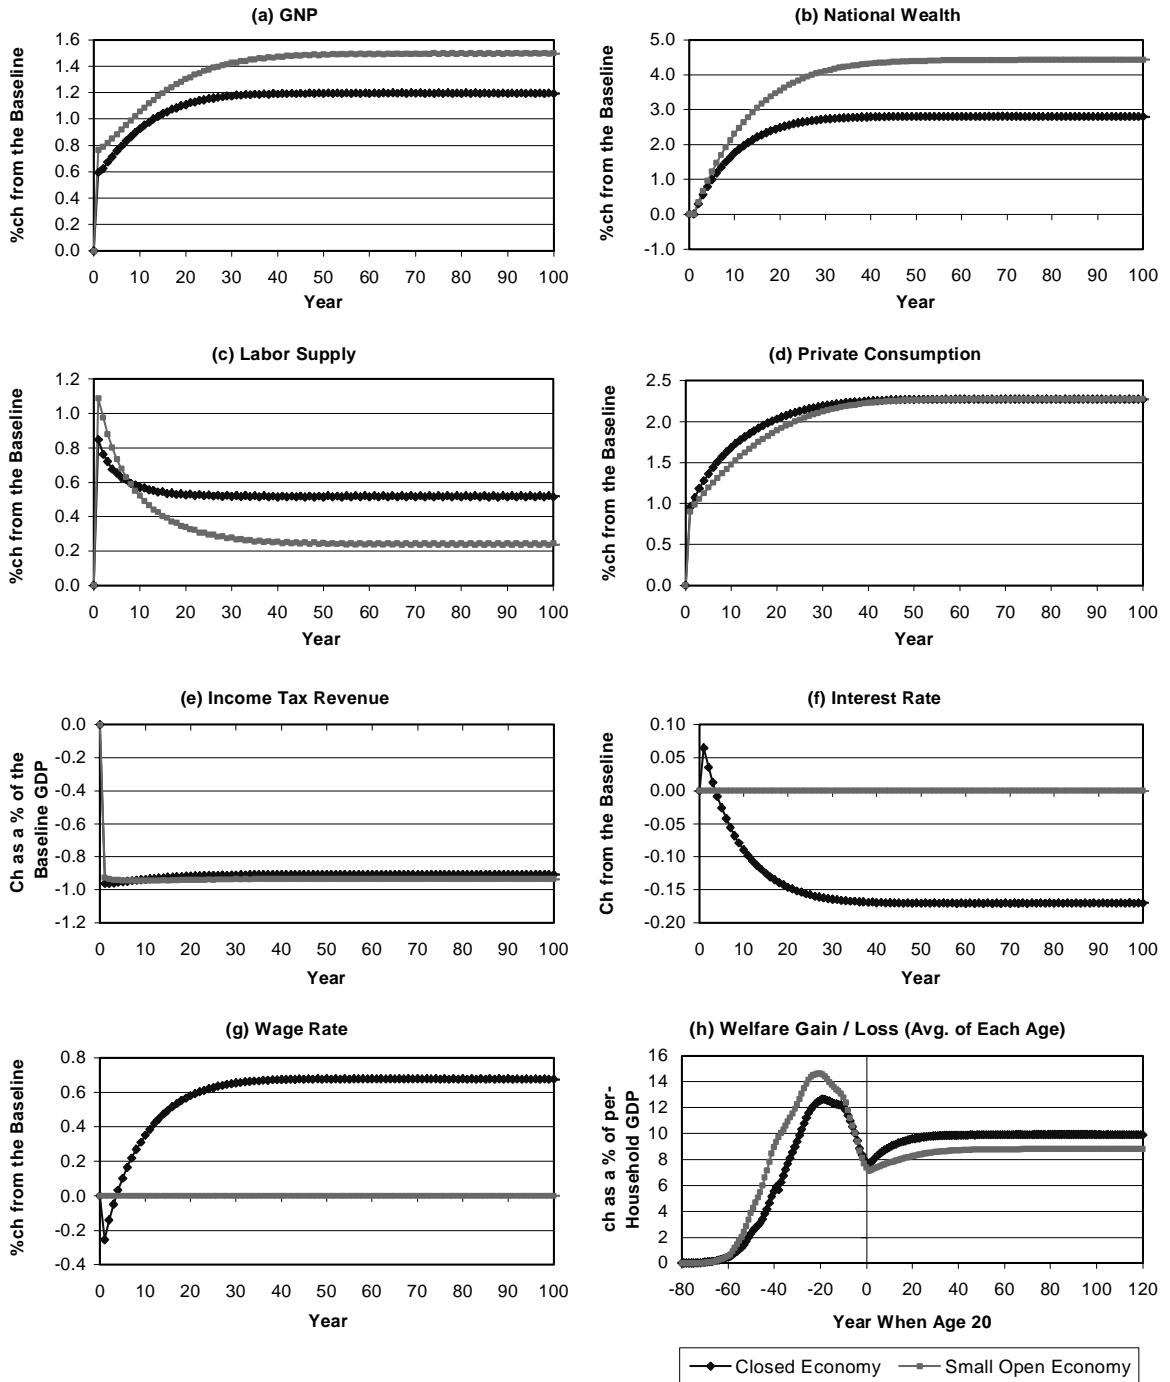 (a) GNP
%ch from the Baseline
1.6
1.4
1.2
1.0
0.8
0.6
0.4
0.2
0.0
0 10 20 30 40 50 60 70 80 90 100
Year
(b) National Wealth
%ch from the Baseline
5.0
4.0
3.0
2.0
1.0
0.0
-1.0
0 10 20 30 40 50 60 70 80 90 100
Year
(c) Labor Supply
%ch from the Baseline
1.2
1.0
0.8
0.6
0.4
0.2
0.0
0 10 20 30 40 50 60 70 80 90 100
Year
(d) Private Consumption
%ch from the Baseline
2.5
2.0
1.5
1.0
0.5
0.0
0 10 20 30 40 50 60 70 80 90 100
Year
(e) Income Tax Revenue
Ch as a % of the
Baseline GDP
0.0
-0.2
-0.4
-0.6
-0.8
-1.0
-1.2
0 10 20 30 40 50 60 70 80 90 100
Year
(f) Interest Rate
Ch from the Baseline
0.10
0.05
0.00
-0.05
-0.10
-0.15
-0.20
0 10 20 30 40 50 60 70 80 90 100
Year
(g) Wage Rate
%ch from the Baseline
0.8
0.6
0.4
0.2
0.0
-0.2
-0.4
0 10 20 30 40 50 60 70 80 90 100
Year
(h) Welfare Gain / Loss (Avg. of Each Age)
ch as a % of per-
Household GDP
16
14
12
10
8
6
4
2
0
-80 -60 -40 -20 0 20 40 60 80 100 120
Year When Age 20
Closed Economy Small Open Economy